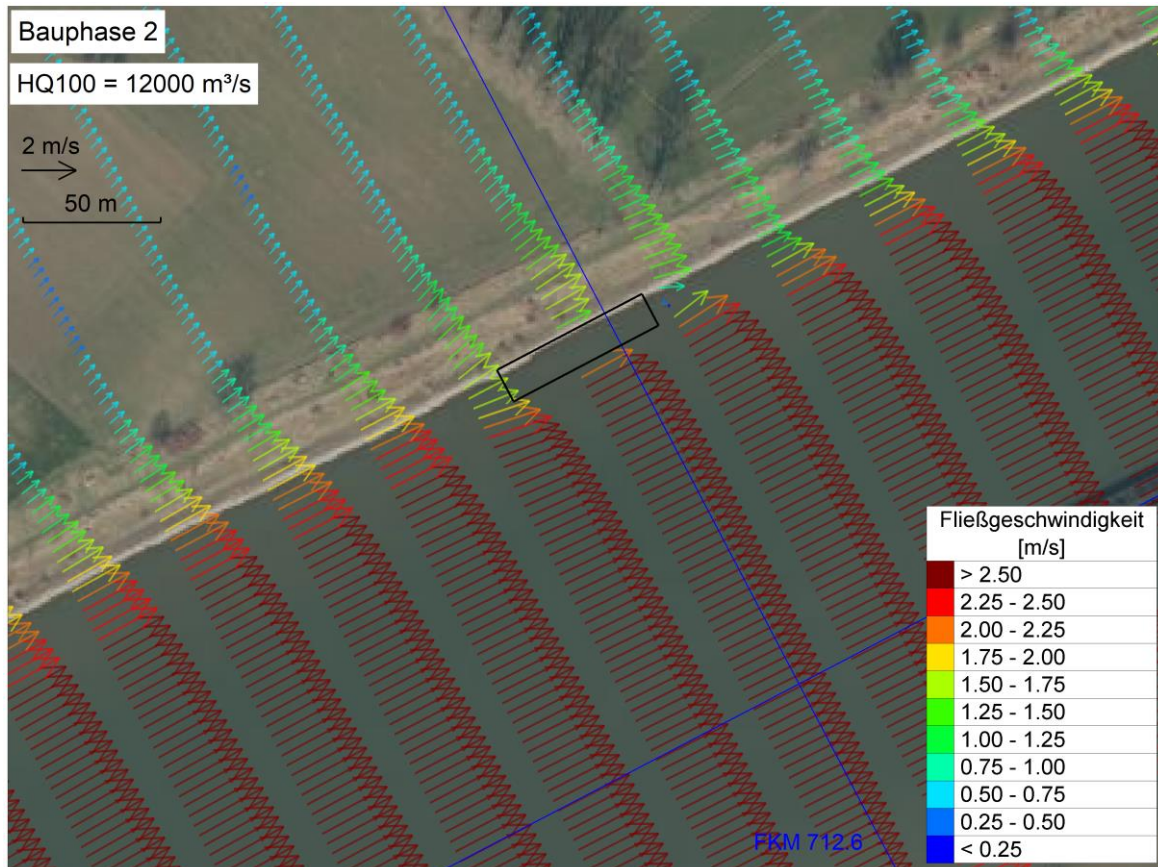 Bauphase 2
HQ100 = 12000 m³/s
2 m/s
50 m
Fließgeschwindigkeit
[m/s]
> 2.50
2.25 - 2.50
2.00 - 2.25
1.75 - 2.00
1.50 - 1.75
1.25 - 1.50
1.00 - 1.25
0.75 - 1.00
0.50 - 0.75
0.25 - 0.50
< 0.25
FKM 712.6